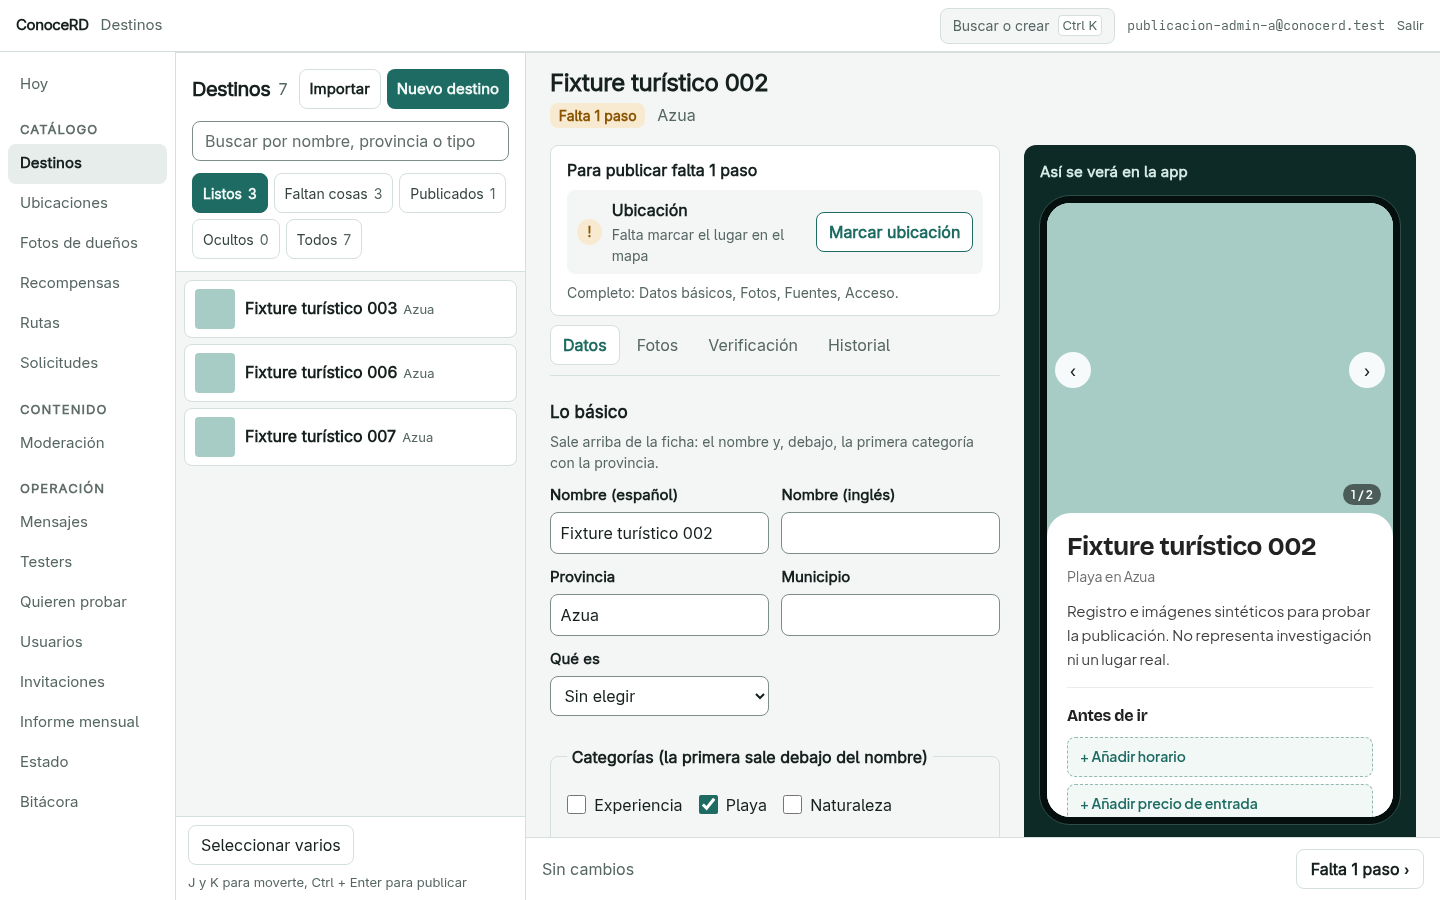 ConoceRD Destinos
Buscar o crear Ctrl K
publicacion-admin-a@conocerd.test
Salir
Hoy
CATÁLOGO
Destinos
Ubicaciones
Fotos de dueños
Recompensas
Rutas
Solicitudes
CONTENIDO
Moderación
OPERACIÓN
Mensajes
Testers
Quieren probar
Usuarios
Invitaciones
Informe mensual
Estado
Bitácora
Destinos 7
Importar
Nuevo destino
Buscar por nombre, provincia o tipo
Listos 3
Faltan cosas 3
Publicados 1
Ocultos 0
Todos 7
Fixture turístico 003 Azua
Fixture turístico 006 Azua
Fixture turístico 007 Azua
Seleccionar varios
J y K para moverte, Ctrl + Enter para publicar
Fixture turístico 002
Falta 1 paso Azua
Para publicar falta 1 paso
!
Ubicación
Falta marcar el lugar en el
mapa
Marcar ubicación
Completo: Datos básicos, Fotos, Fuentes, Acceso.
Datos
Fotos
Verificación
Historial
Lo básico
Sale arriba de la ficha: el nombre y, debajo, la primera categoría
con la provincia.
Nombre (español)
Nombre (inglés)
Fixture turístico 002
Provincia
Municipio
Azua
Qué es
Sin elegir
Categorías (la primera sale debajo del nombre)
Experiencia
Playa
Naturaleza
Sin cambios
Falta 1 paso ›
Así se verá en la app
‹
›
1 / 2
Fixture turístico 002
Playa en Azua
Registro e imágenes sintéticos para probar
la publicación. No representa investigación
ni un lugar real.
Antes de ir
+ Añadir horario
+ Añadir precio de entrada